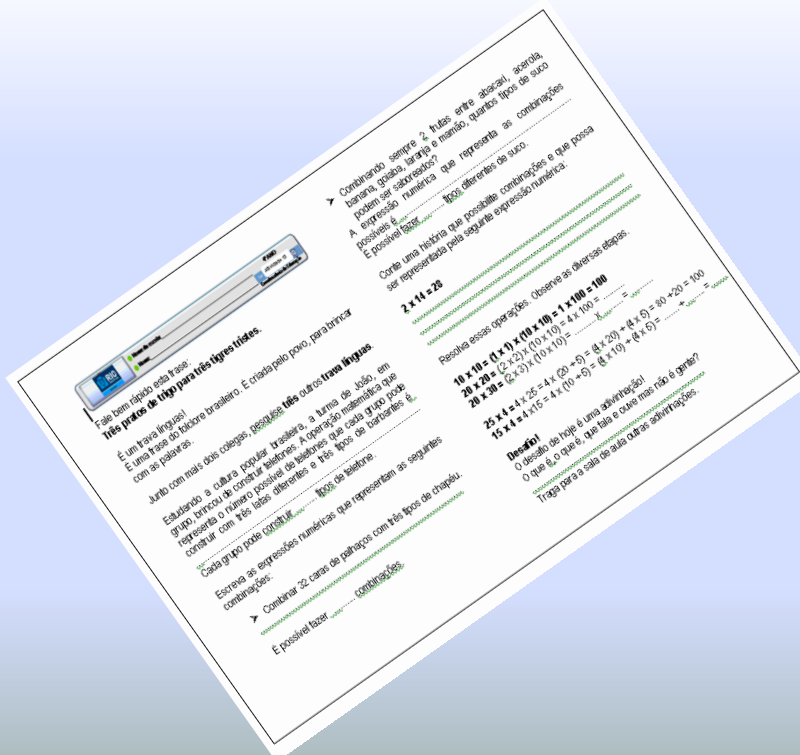 Nome da escola
Nome:
RIO
Fale bem rápido esta frase:
Três pratos de trigo para três tigres tristes.
É um trava línguas!
É uma frase do folclore brasileiro. É criada pelo povo, para brincar
com as palavras.
Junto com mais dois colegas, pesquise três outros trava línguas.
Estudando a cultura popular brasileira, a turma de João, em
grupo, brincou de construir telefones. A operação matemática que
representa o número possível de telefones que cada grupo pode
construir com três latas diferentes e três tipos de barbantes é
Cada grupo pode construir ........ tipos de telefone.
Escreva as expressões numéricas que representam as seguintes
combinações:
➢ Combinar 32 caras de palhaços com três tipos de chapéu.
É possível fazer ........ combinações.
➢ Combinando sempre 2 frutas entre abacaxi, acerola,
banana, goiaba, laranja e mamão, quantos tipos de suco
podem ser saboreados?
A expressão numérica que representa as combinações
possíveis é
É possível fazer ........ tipos diferentes de suco.
Conte uma história que possibilite combinações e que possa
ser representada pela seguinte expressão numérica:
2 x 14 = 28
Resolva essas operações. Observe as diversas etapas.
10 x 10 = (1 x 1) x (10 x 10) = 1 x 100 = 100
20 x 20 = (2 x 2) x (10 x 10) = 4 x 100 = ........
20 x 30 = (2 x 3) x (10 x 10) = ........ x ........ = ........
25 x 4 = 4 x 25 = 4 x (20 + 5) = (4 x 20) + (4 x 5) = 80 + 20 = 100
15 x 4 = 4 x 15 = 4 x (10 + 5) = (4 x 10) + (4 x 5) = ........ + ........ = ........
Desafio!
O desafio de hoje é uma adivinhação!
O que é, o que é, que fala e ouve mas não é gente?
Traga para a sala de aula outras adivinhações.